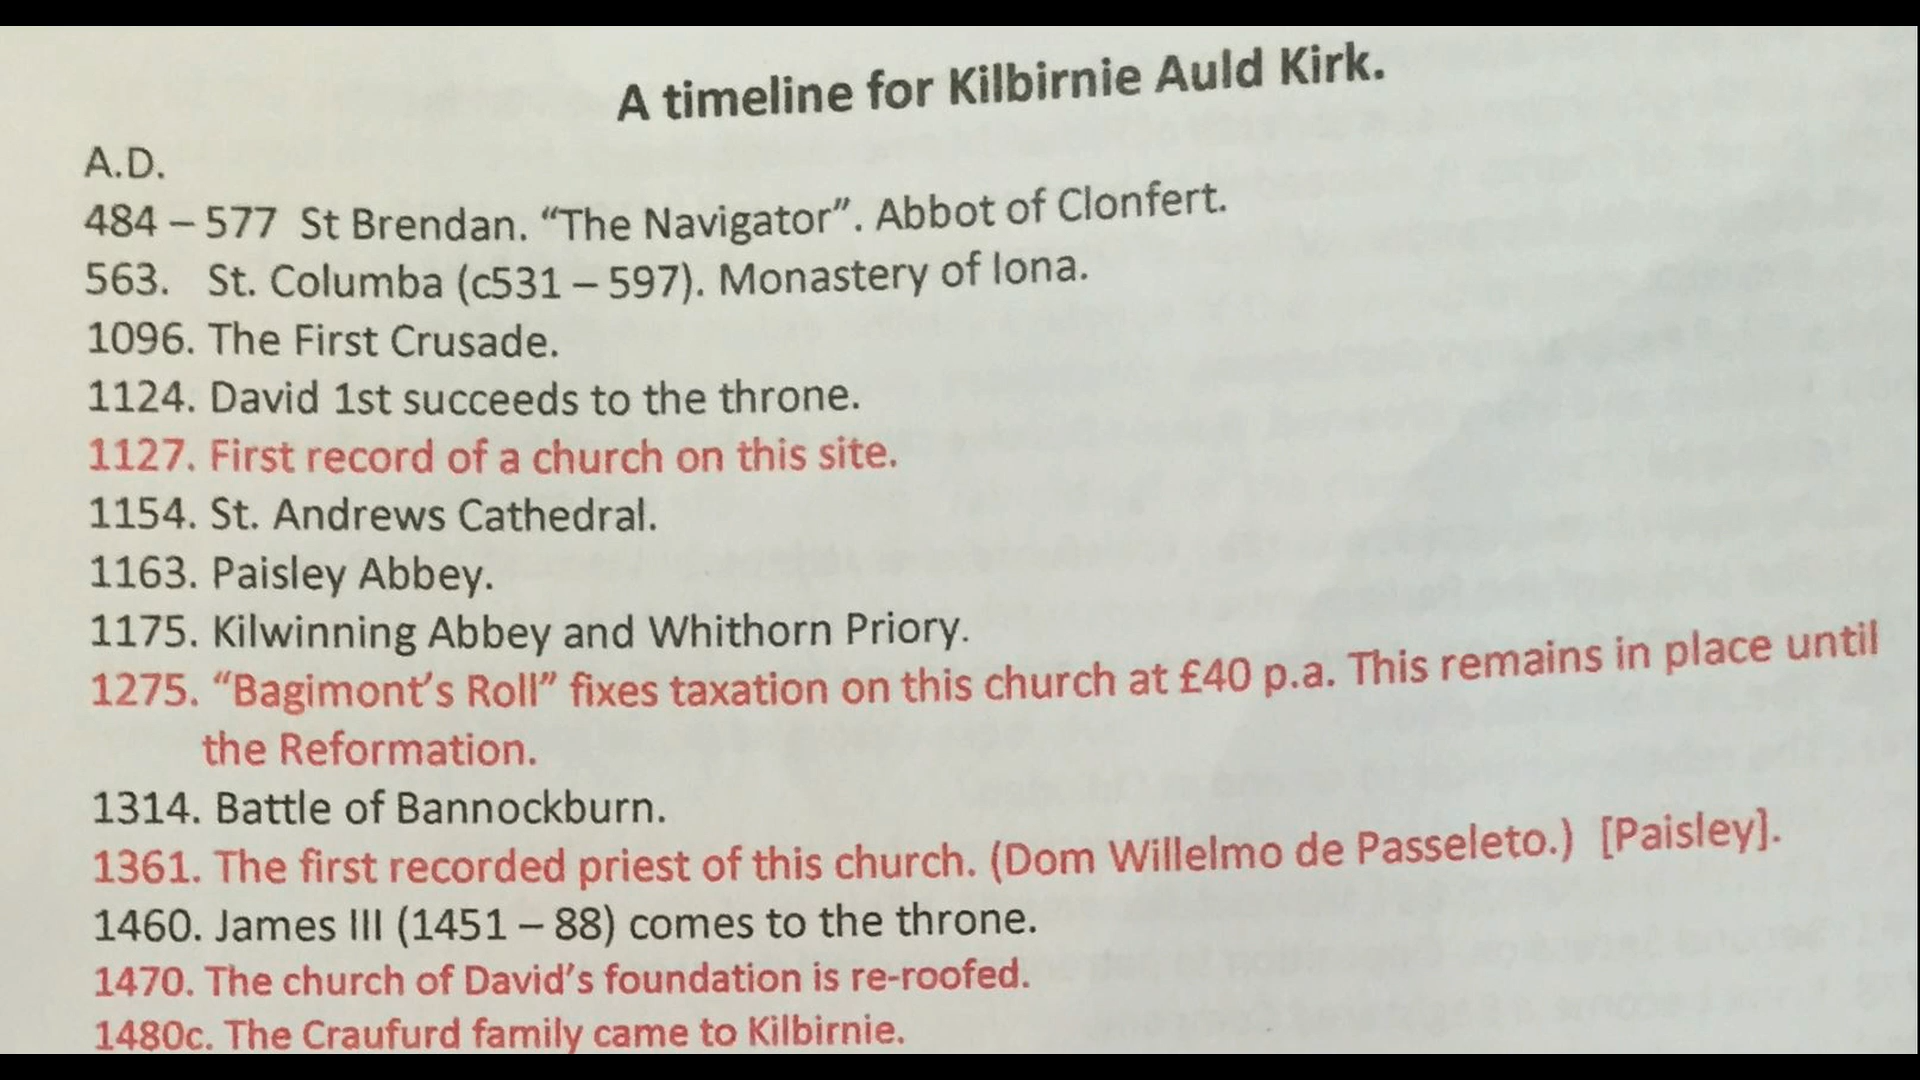 A timeline for Kilbirnie Auld Kirk.
A.D.
484 – 577 St Brendan. “The Navigator”. Abbot of Clonfert.
563. St. Columba (c531 – 597). Monastery of Iona.
1096. The First Crusade.
1124. David 1st succeeds to the throne.
1127. First record of a church on this site.
1154. St. Andrews Cathedral.
1163. Paisley Abbey.
1175. Kilwinning Abbey and Whithorn Priory.
1275. “Bagimont’s Roll” fixes taxation on this church at £40 p.a. This remains in place until
the Reformation.
1314. Battle of Bannockburn.
1361. The first recorded priest of this church. (Dom Willelmo de Passeleto.) [Paisley].
1460. James III (1451 – 88) comes to the throne.
1470. The church of David’s foundation is re-roofed.
1480c. The Craufurd family came to Kilbirnie.